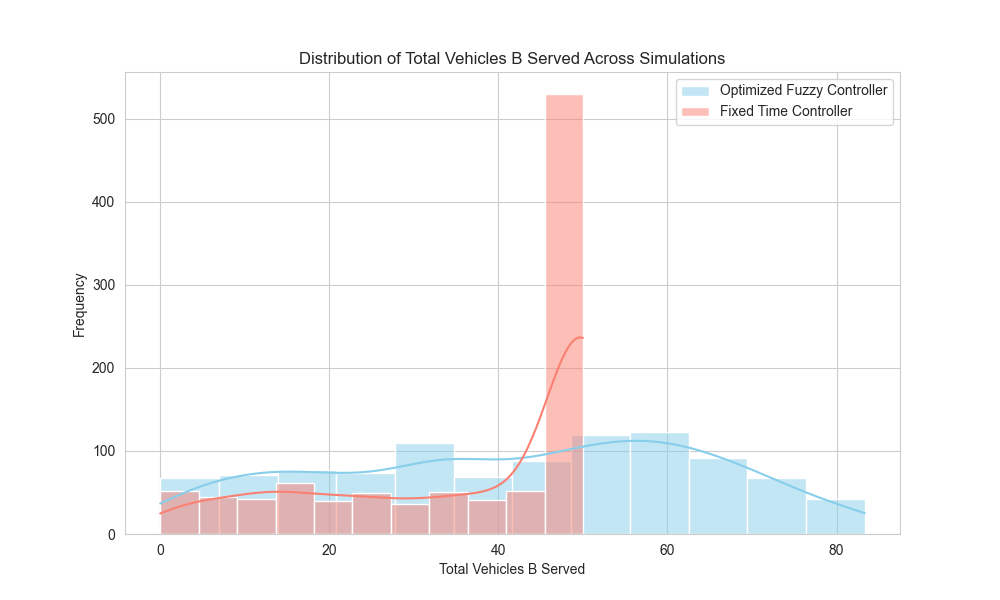 Distribution of Total Vehicles B Served Across Simulations
Optimized Fuzzy Controller
Fixed Time Controller
500
400
300
200
100
0
Frequency
0 20 40 60 80
Total Vehicles B Served